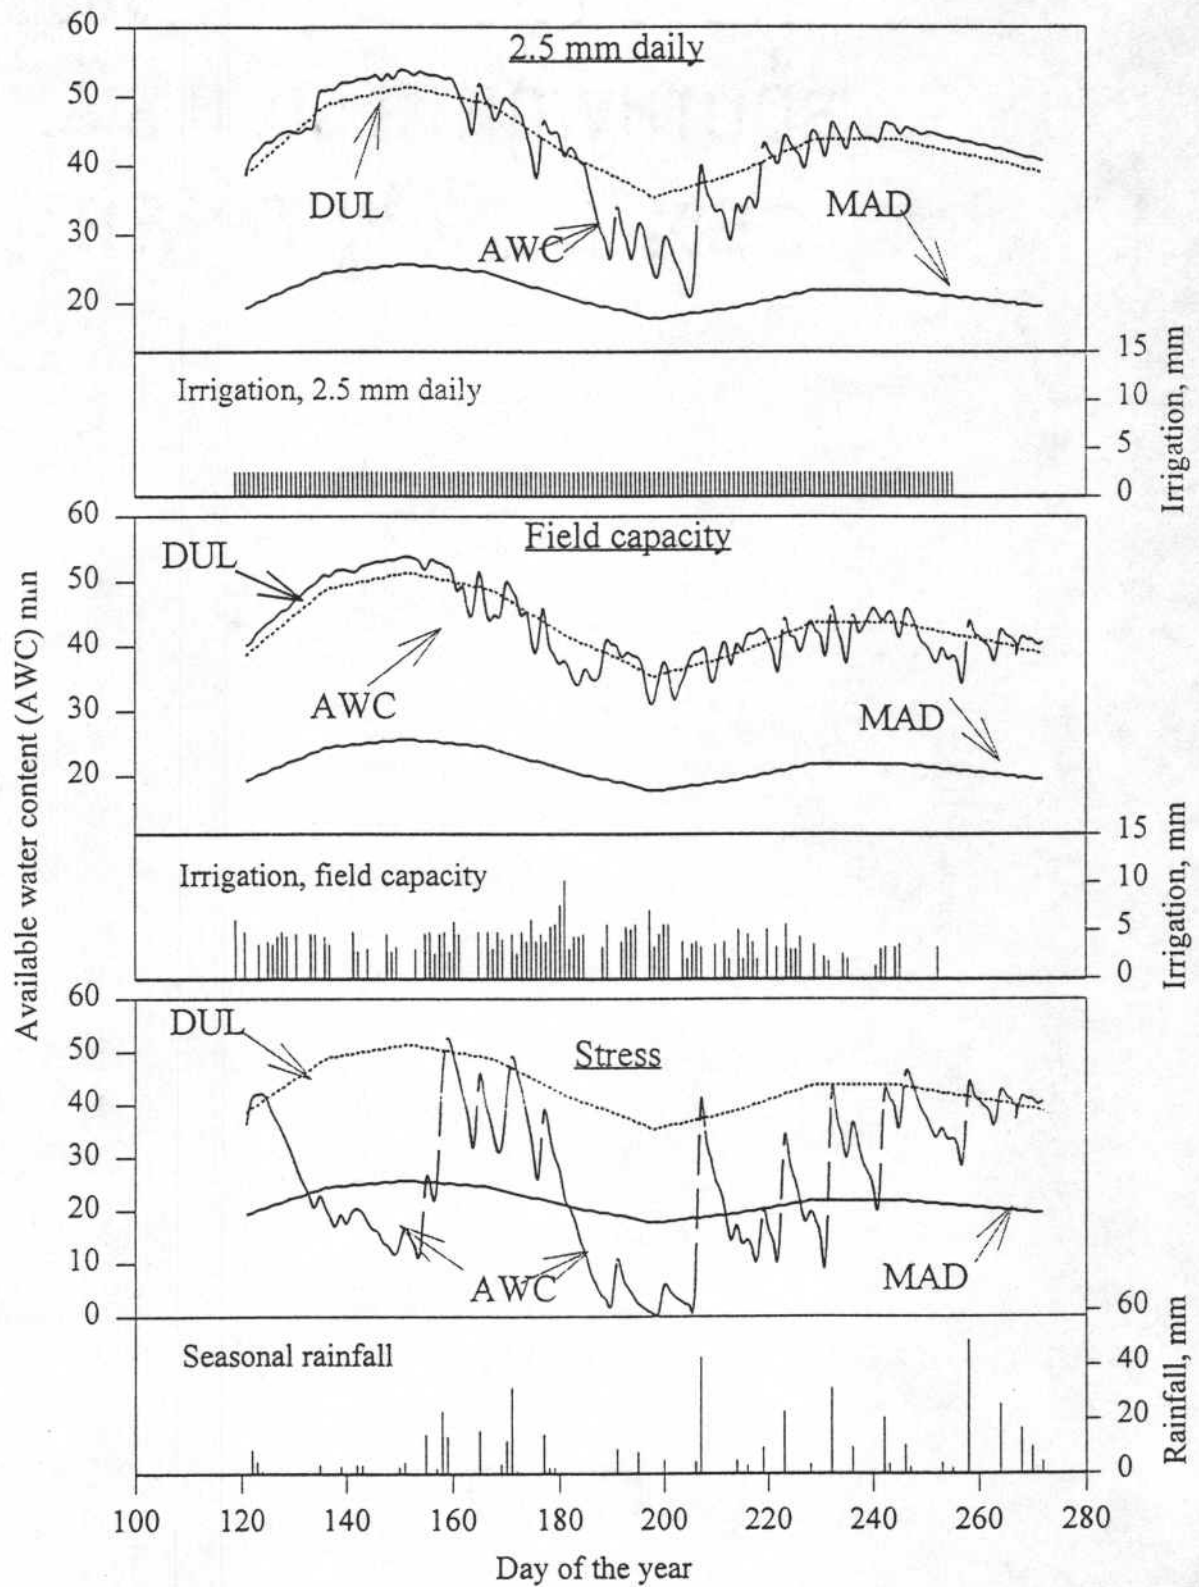 60
2.5 mm daily
50
40
DUL
MAD
30
AWC
20
15
Irrigation, 2.5 mm daily
10
5
0
Irrigation, mm
60
Field capacity
DUL
50
40
AWC
MAD
30
20
15
Irrigation, field capacity
10
5
0
Irrigation, mm
60
DUL
50
Stress
40
30
20
10
AWC
MAD
0
60
Seasonal rainfall
40
20
0
Rainfall, mm
Available water content (AWC) mm
100 120 140 160 180 200 220 240 260 280
Day of the year